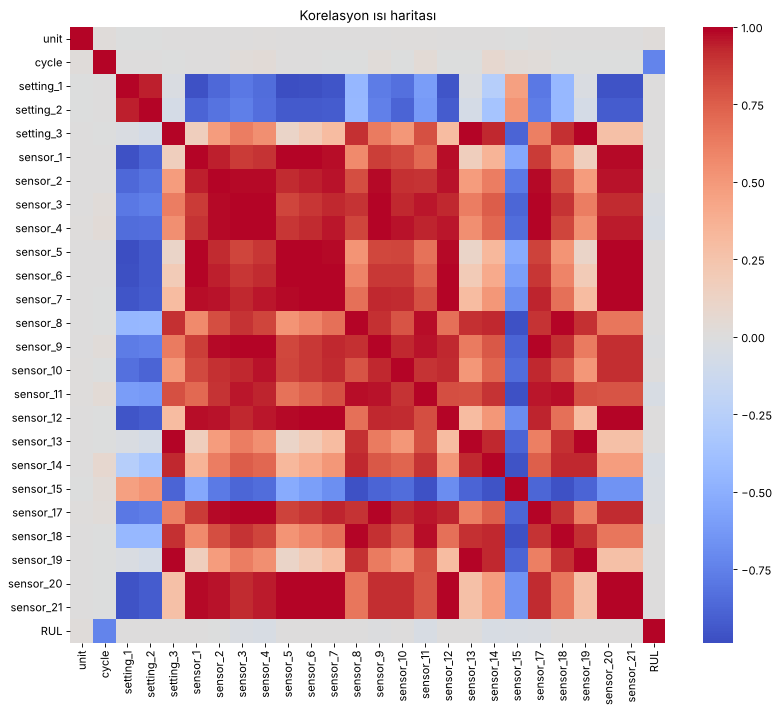 Korelasyon ısı haritası
unit
cycle
setting_1
setting_2
setting_3
sensor_1
sensor_2
sensor_3
sensor_4
sensor_5
sensor_6
sensor_7
sensor_8
sensor_9
sensor_10
sensor_11
sensor_12
sensor_13
sensor_14
sensor_15
sensor_17
sensor_18
sensor_19
sensor_20
sensor_21
RUL
unit
cycle
setting_1
setting_2
setting_3
sensor_1
sensor_2
sensor_3
sensor_4
sensor_5
sensor_6
sensor_7
sensor_8
sensor_9
sensor_10
sensor_11
sensor_12
sensor_13
sensor_14
sensor_15
sensor_17
sensor_18
sensor_19
sensor_20
sensor_21
RUL
1.00
0.75
0.50
0.25
0.00
−0.25
−0.50
−0.75